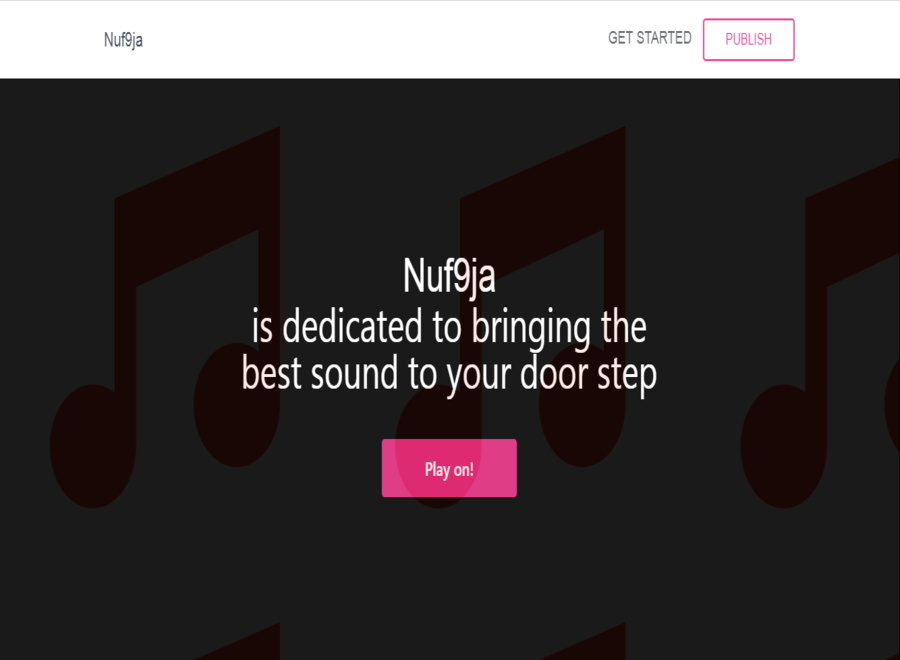 Nuf9ja
GET STARTED
PUBLISH
Nuf9ja
is dedicated to bringing the
best sound to your door step
Play on!